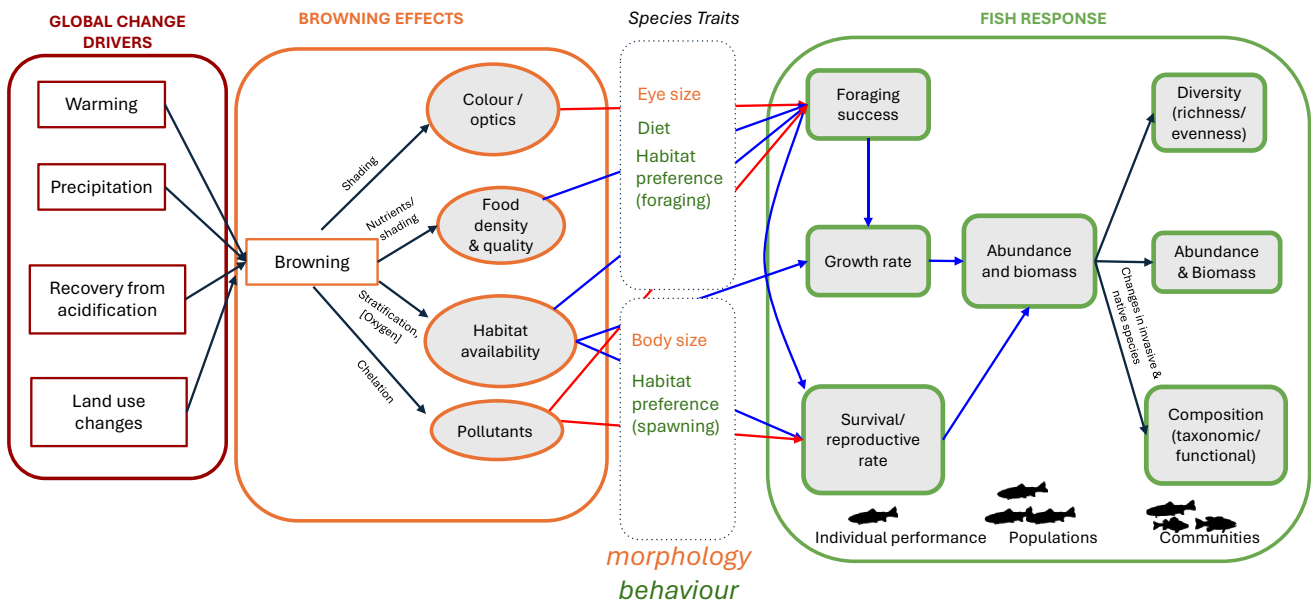 GLOBAL CHANGE
DRIVERS
Warming
Precipitation
Recovery from
acidification
Land use
changes
BROWNING EFFECTS
Browning
Shading
Nutrients/
shading
Stratification,
[Oxygen]
Chelation
Colour /
optics
Food
density
& quality
Habitat
availability
Pollutants
Species Traits
Eye size
Diet
Habitat
preference
(foraging)
Body size
Habitat
preference
(spawning)
morphology
behaviour
FISH RESPONSE
Foraging
success
Growth rate
Survival/
reproductive
rate
Abundance
and biomass
Changes in invasive &
native species
Diversity
(richness/
evenness)
Abundance
& Biomass
Composition
(taxonomic/
functional)
Individual performance
Populations
Communities